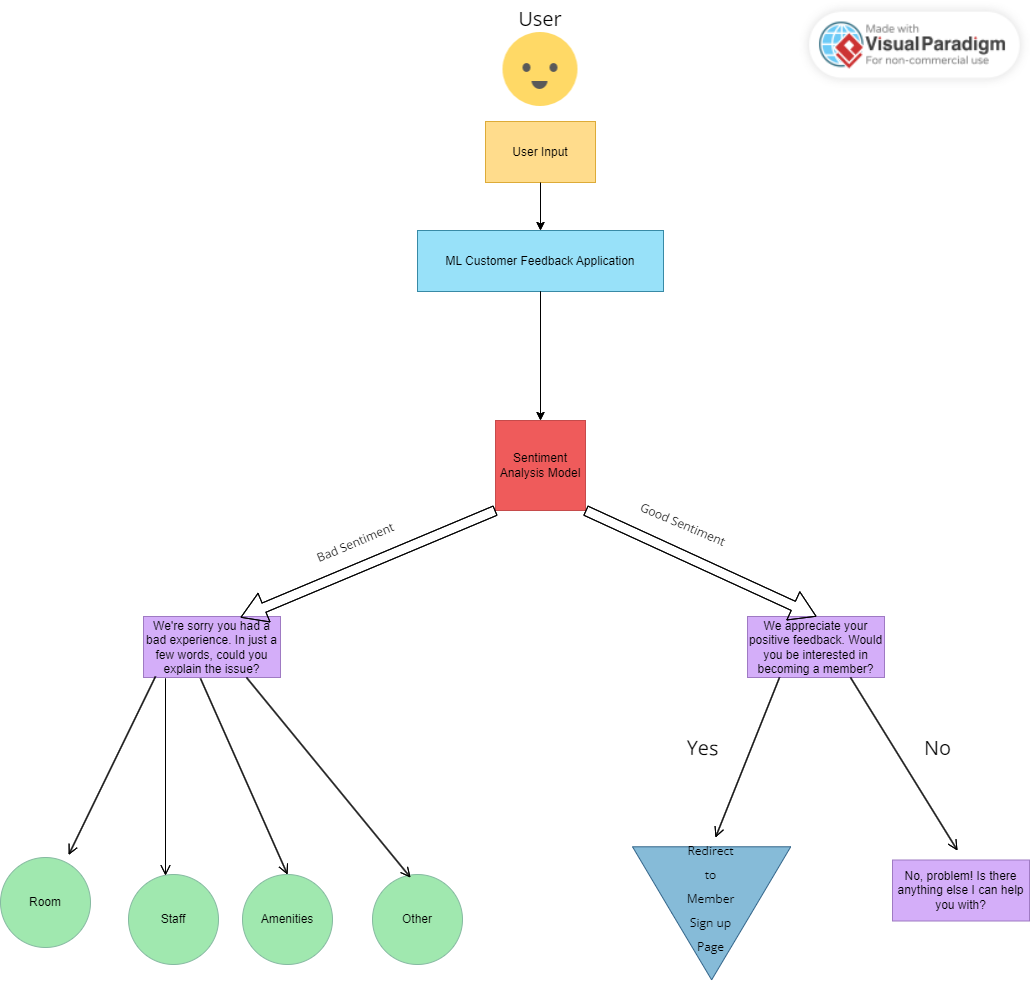 User
Made with
VisualParadigm
For non-commercial use
User Input
ML Customer Feedback Application
Sentiment
Analysis Model
Bad Sentiment
Good Sentiment
We're sorry you had a
bad experience. In just a
few words, could you
explain the issue?
We appreciate your
positive feedback. Would
you be interested in
becoming a member?
Yes
No
Room
Staff
Amenities
Other
Redirect
to
Member
Sign up
Page
No, problem! Is there
anything else I can help
you with?